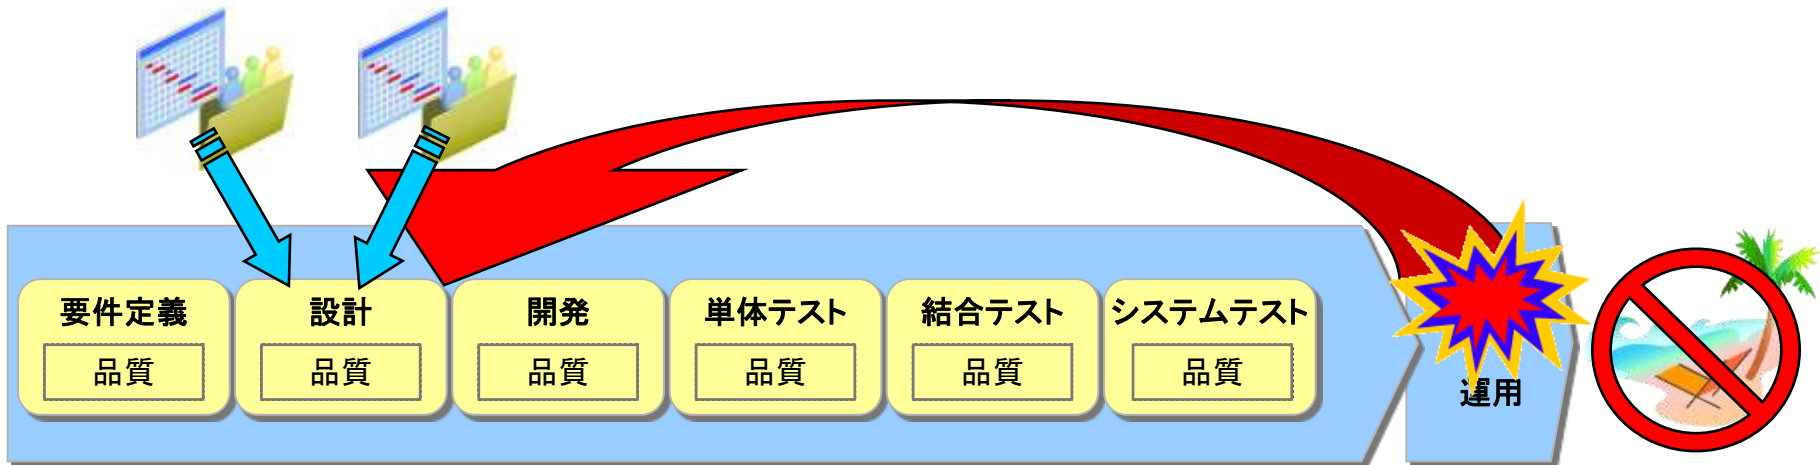 要件定義
品質
設計
品質
開発
品質
単体テスト
品質
結合テスト
品質
システムテスト
品質
運用